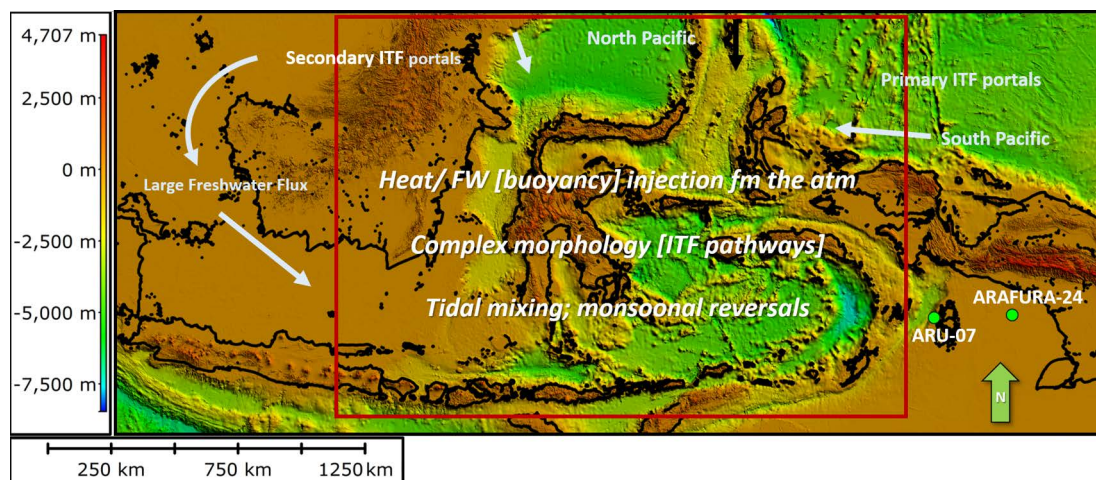 4,707 m
2,500 m
0 m
-2,500 m
-5,000 m
-7,500 m
North Pacific
Secondary ITF portals
Primary ITF portals
South Pacific
Large Freshwater Flux
Heat/ FW [buoyancy] injection fm the atm
Complex morphology [ITF pathways]
Tidal mixing; monsoonal reversals
ARAFURA-24
ARU-07
N
250 km 750 km 1250 km